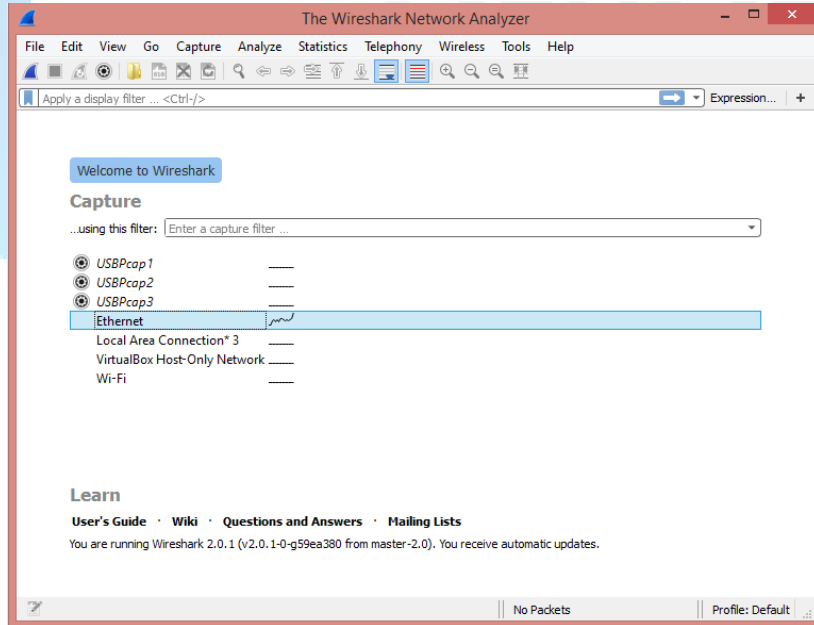 The Wireshark Network Analyzer
File Edit View Go Capture Analyze Statistics Telephony Wireless Tools Help
Apply a display filter ... <Ctrl-/> Expression... +
Welcome to Wireshark
Capture
...using this filter: Enter a capture filter ...
USBPcap1
USBPcap2
USBPcap3
Ethernet
Local Area Connection* 3
VirtualBox Host-Only Network
Wi-Fi
Learn
User's Guide · Wiki · Questions and Answers · Mailing Lists
You are running Wireshark 2.0.1 (v2.0.1-0-g59ea380 from master-2.0). You receive automatic updates.
No Packets Profile: Default